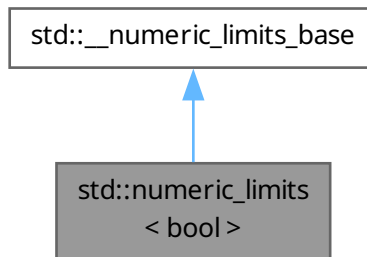 std::__numeric_limits_base
std::numeric_limits
< bool >